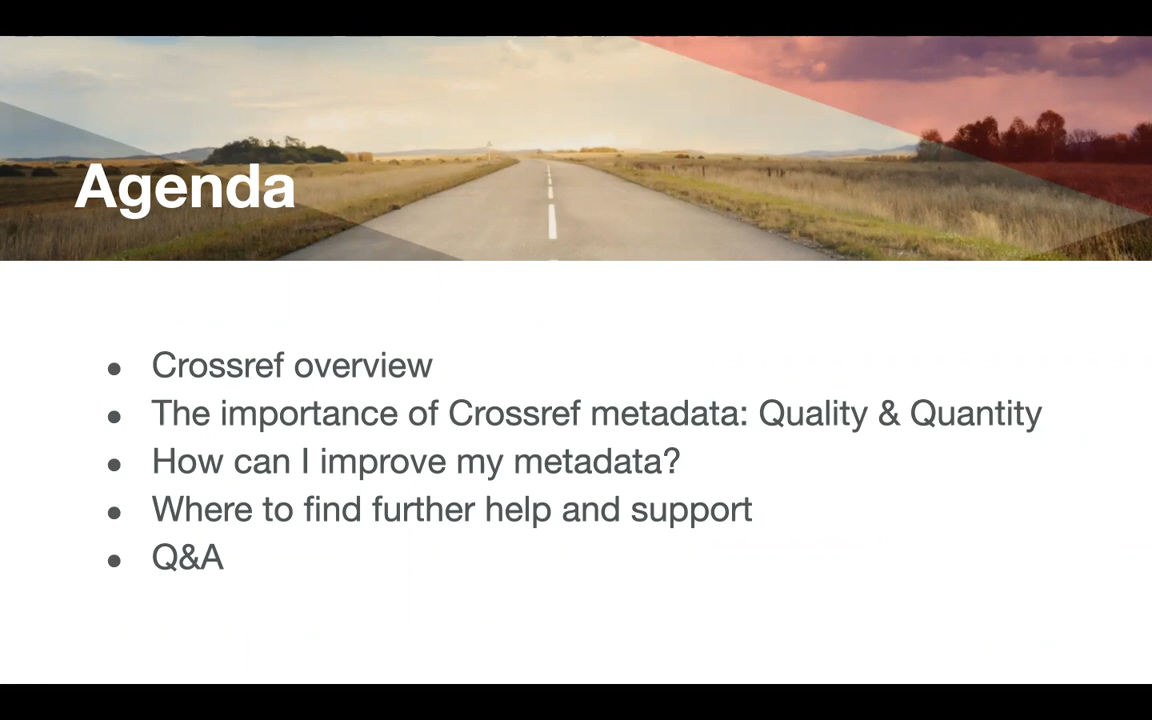 Agenda
● Crossref overview
● The importance of Crossref metadata: Quality & Quantity
● How can I improve my metadata?
● Where to find further help and support
● Q&A